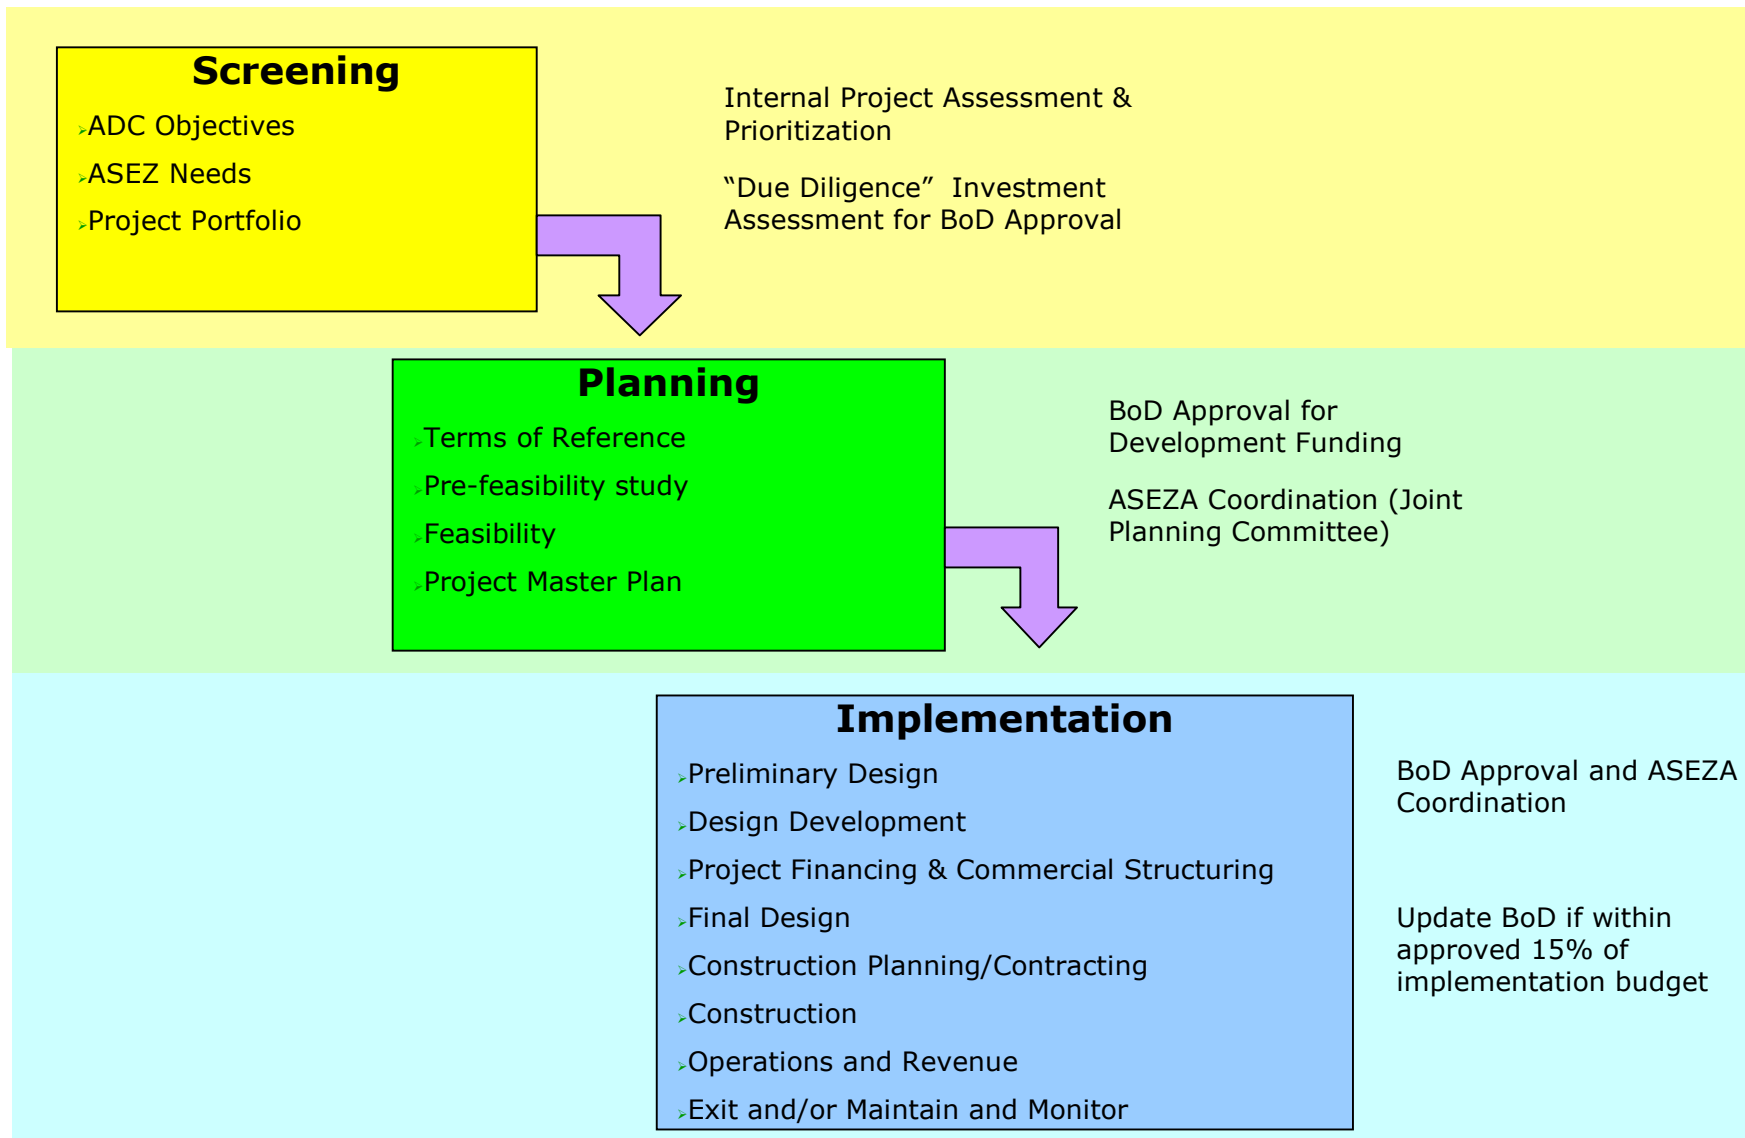 Screening
➢ADC Objectives
➢ASEZ Needs
➢Project Portfolio
Internal Project Assessment &
Prioritization
“Due Diligence”  Investment
Assessment for BoD Approval
Planning
➢Terms of Reference
➢Pre-feasibility study
➢Feasibility
➢Project Master Plan
BoD Approval for
Development Funding
ASEZA Coordination (Joint
Planning Committee)
Implementation
➢Preliminary Design
➢Design Development
➢Project Financing & Commercial Structuring
➢Final Design
➢Construction Planning/Contracting
➢Construction
➢Operations and Revenue
➢Exit and/or Maintain and Monitor
BoD Approval and ASEZA
Coordination
Update BoD if within
approved 15% of
implementation budget